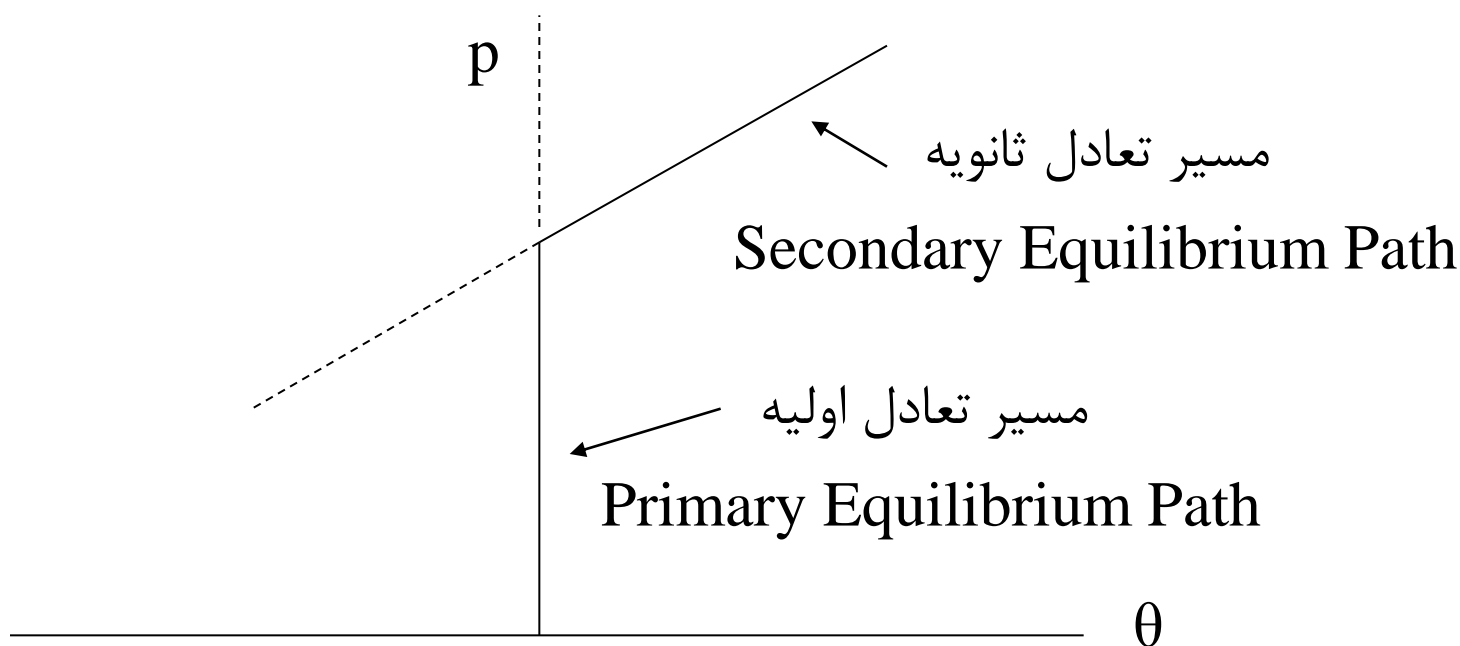 p
مسیر تعادل ثانویه
Secondary Equilibrium Path
مسیر تعادل اولیه
Primary Equilibrium Path
θ